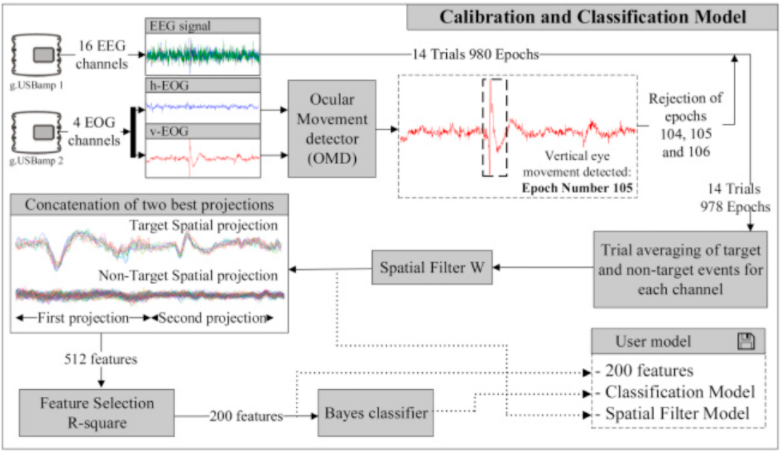 Calibration and Classification Model
g.USBamp 1
16 EEG
channels
EEG signal
14 Trials 980 Epochs
g.USBamp 2
4 EOG
channels
h-EOG
v-EOG
Ocular
Movement
detector
(OMD)
Vertical eye
movement detected:
Epoch Number 105
Rejection of
epochs
104, 105
and 106
14 Trials
978 Epochs
Concatenation of two best projections
Target Spatial projection
Non-Target Spatial projection
First projection
Second projection
Spatial Filter W
Trial averaging of target
and non-target events for
each channel
512 features
Feature Selection
R-square
200 features
Bayes classifier
User model
- 200 features
- Classification Model
- Spatial Filter Model